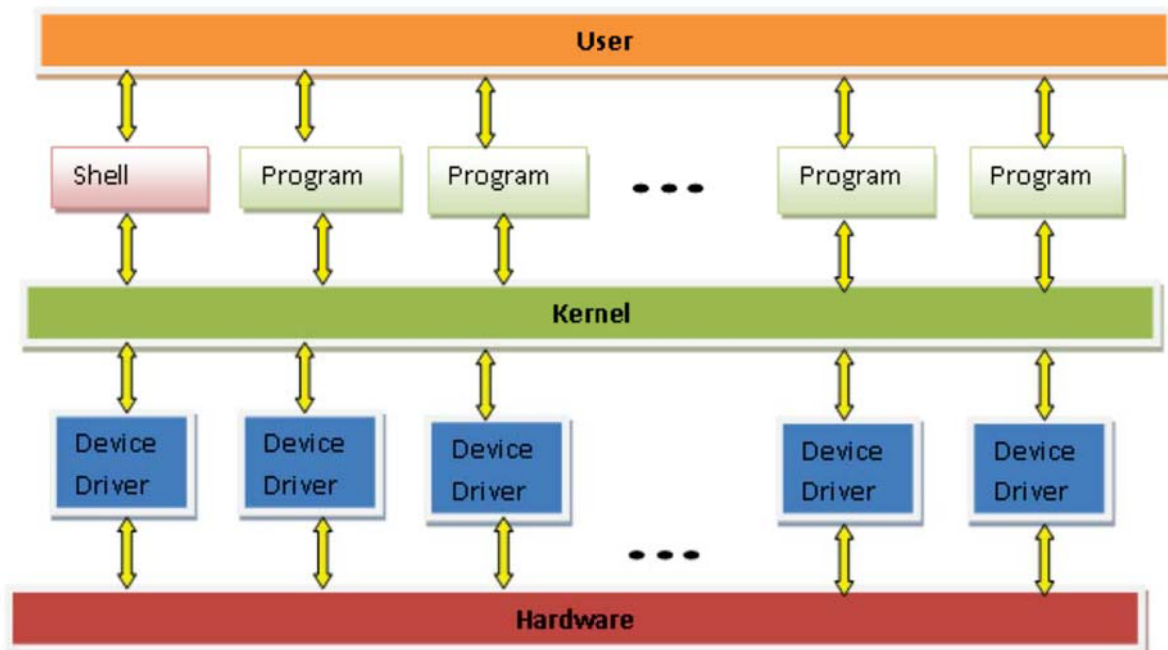 User
Shell
Program
Program
Program
Program
Kernel
Device
Driver
Device
Driver
Device
Driver
Device
Driver
Device
Driver
Hardware